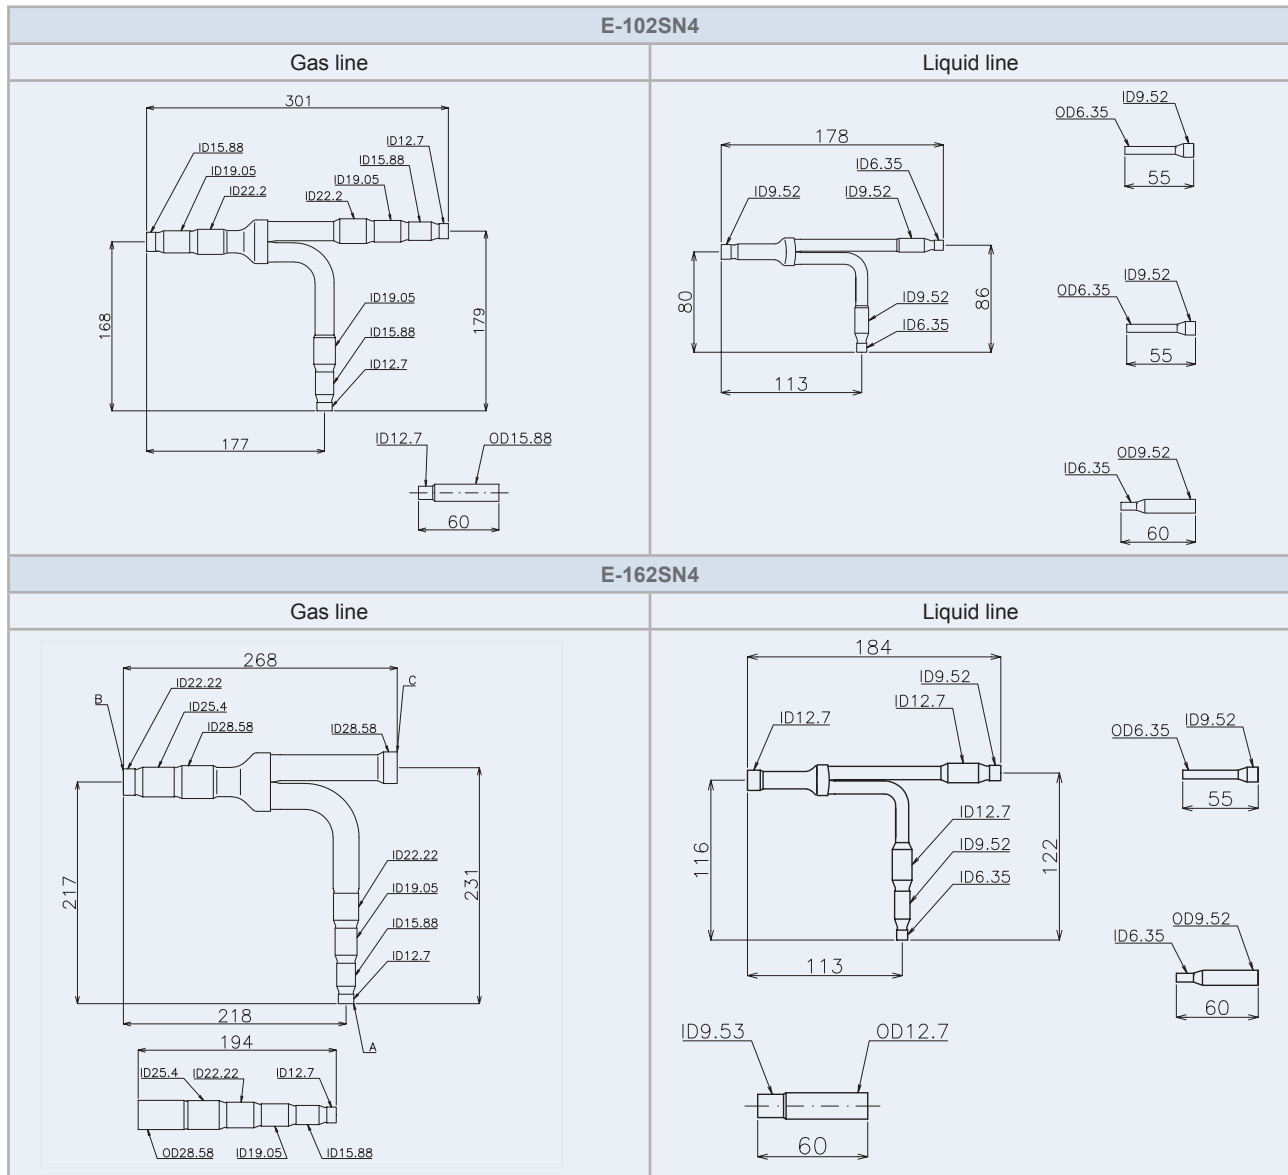 E-102SN4
Gas line
Liquid line
301
ID15.88
ID19.05
ID22.2
ID12.7
ID15.88
ID19.05
ID22.2
168
179
ID19.05
ID15.88
ID12.7
177
ID12.7
OD15.88
60
178
ID9.52
ID6.35
ID9.52
80
86
ID9.52
ID6.35
113
ID9.52
OD6.35
55
ID9.52
OD6.35
55
OD9.52
ID6.35
60
E-162SN4
Gas line
Liquid line
268
B
ID22.22
ID25.4
ID28.58
C
ID28.58
217
231
ID22.22
ID19.05
ID15.88
ID12.7
218
A
194
ID25.4
ID22.22
ID12.7
OD28.58
ID19.05
ID15.88
184
ID12.7
ID9.52
ID12.7
116
122
ID12.7
ID9.52
ID6.35
113
ID9.52
OD6.35
55
OD9.52
ID6.35
60
ID9.53
OD12.7
60